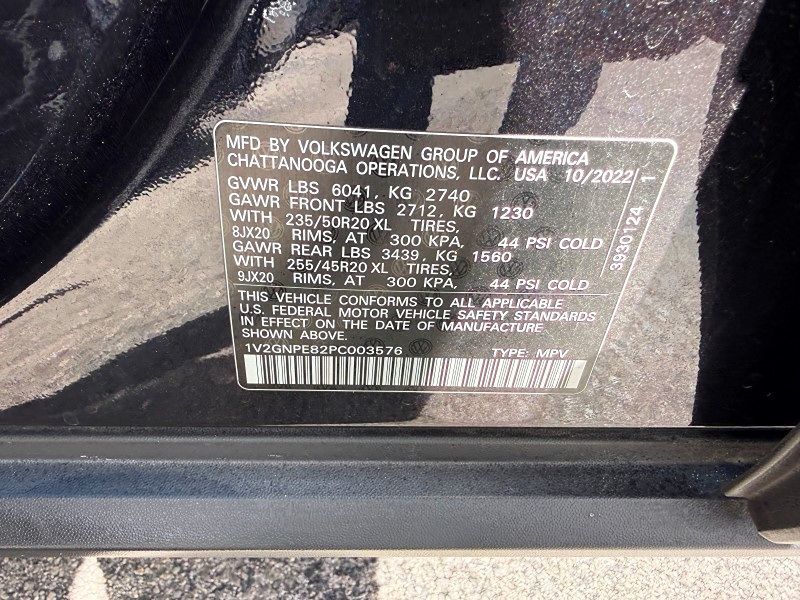 MFD BY VOLKSWAGEN GROUP OF AMERICA
CHATTANOOGA OPERATIONS, LLC. USA 10/2022
GVWR LBS 6041, KG 2740
GAWR FRONT LBS 2712, KG 1230
WITH 235/50R20 XL TIRES,
8JX20 RIMS, AT 300 KPA, 44 PSI COLD
GAWR REAR LBS 3439, KG 1560
WITH 255/45R20 XL TIRES,
9JX20 RIMS, AT 300 KPA, 44 PSI COLD
THIS VEHICLE CONFORMS TO ALL APPLICABLE
U.S. FEDERAL MOTOR VEHICLE SAFETY STANDARDS
IN EFFECT ON THE DATE OF MANUFACTURE
SHOWN ABOVE.
1V2GNPE82PC003576 TYPE: MPV
3930124 1